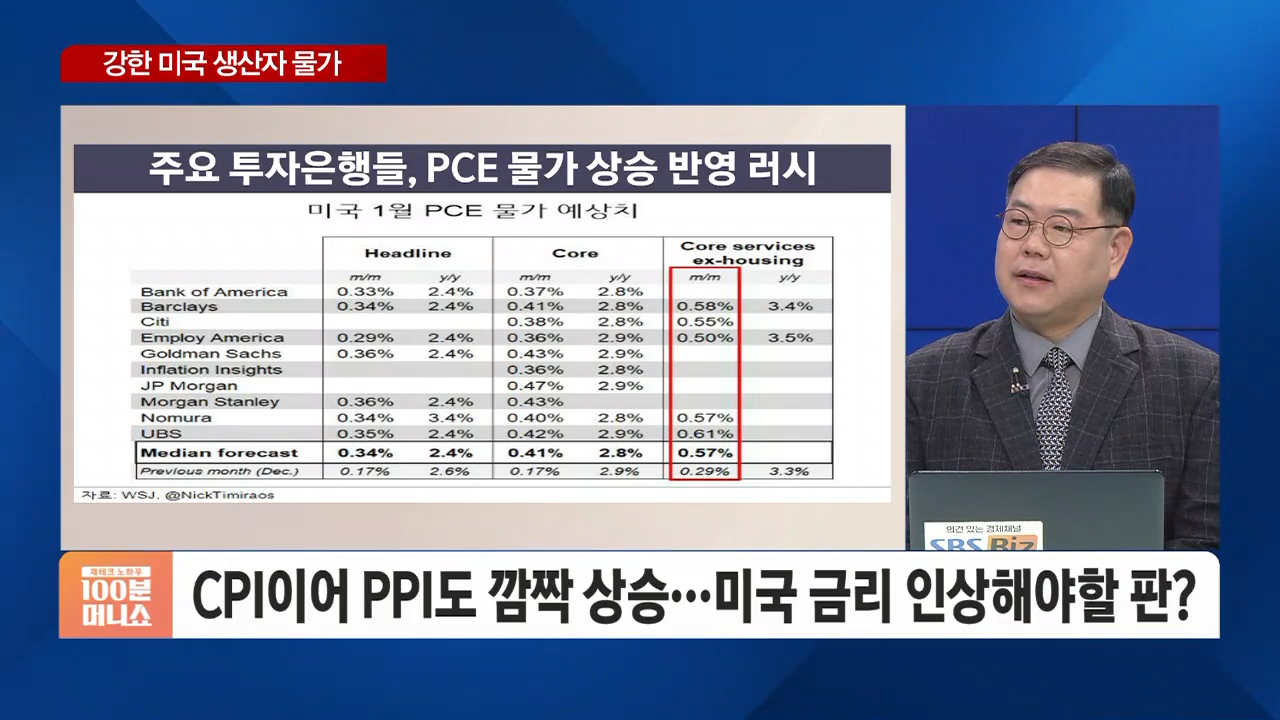 강한 미국 생산자 물가
주요 투자은행들, PCE 물가 상승 반영 러시
미국 1월 PCE 물가 예상치
Headline Core Core services ex-housing
m/m y/y m/m y/y m/m y/y
Bank of America 0.33% 2.4% 0.37% 2.8%
Barclays 0.34% 2.4% 0.41% 2.8% 0.58% 3.4%
Citi 0.38% 2.8% 0.55%
Employ America 0.29% 2.4% 0.36% 2.9% 0.50% 3.5%
Goldman Sachs 0.36% 2.4% 0.43% 2.9%
Inflation Insights 0.36% 2.8%
JP Morgan 0.47% 2.9%
Morgan Stanley 0.36% 2.4% 0.43%
Nomura 0.34% 3.4% 0.40% 2.8% 0.57%
UBS 0.35% 2.4% 0.42% 2.9% 0.61%
Median forecast 0.34% 2.4% 0.41% 2.8% 0.57%
Previous month (Dec.) 0.17% 2.6% 0.17% 2.9% 0.29% 3.3%
자료: WSJ, @NickTimiraos
의견 있는 경제채널
SBS Biz
재테크 노하우
100분
머니쇼
CPI이어 PPI도 깜짝 상승…미국 금리 인상해야할 판?